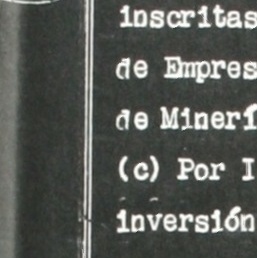 inscritas
de Empres
de Minerí
(c) Por I
inversión